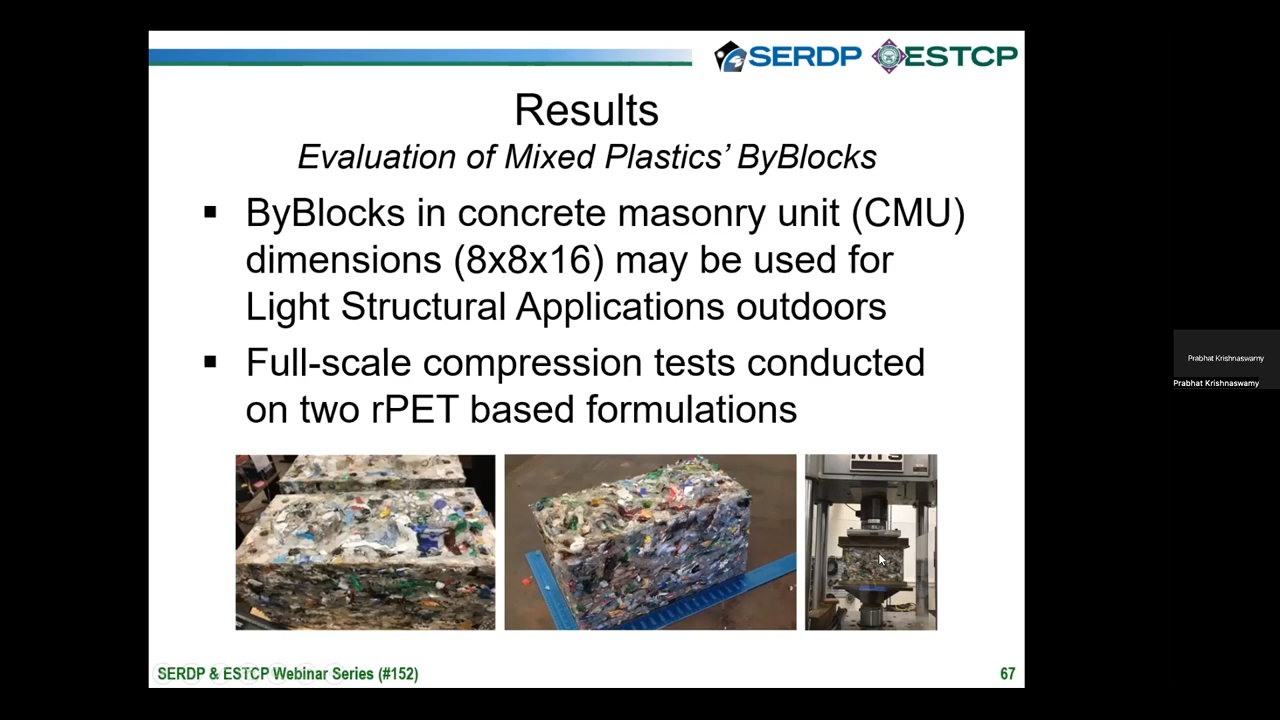 SERDP ESTCP
Results
Evaluation of Mixed Plastics’ ByBlocks
▪ ByBlocks in concrete masonry unit (CMU)
dimensions (8x8x16) may be used for
Light Structural Applications outdoors
▪ Full-scale compression tests conducted
on two rPET based formulations
MTS
Prabhat Krishnaswamy
Prabhat Krishnaswamy
SERDP & ESTCP Webinar Series (#152)
67